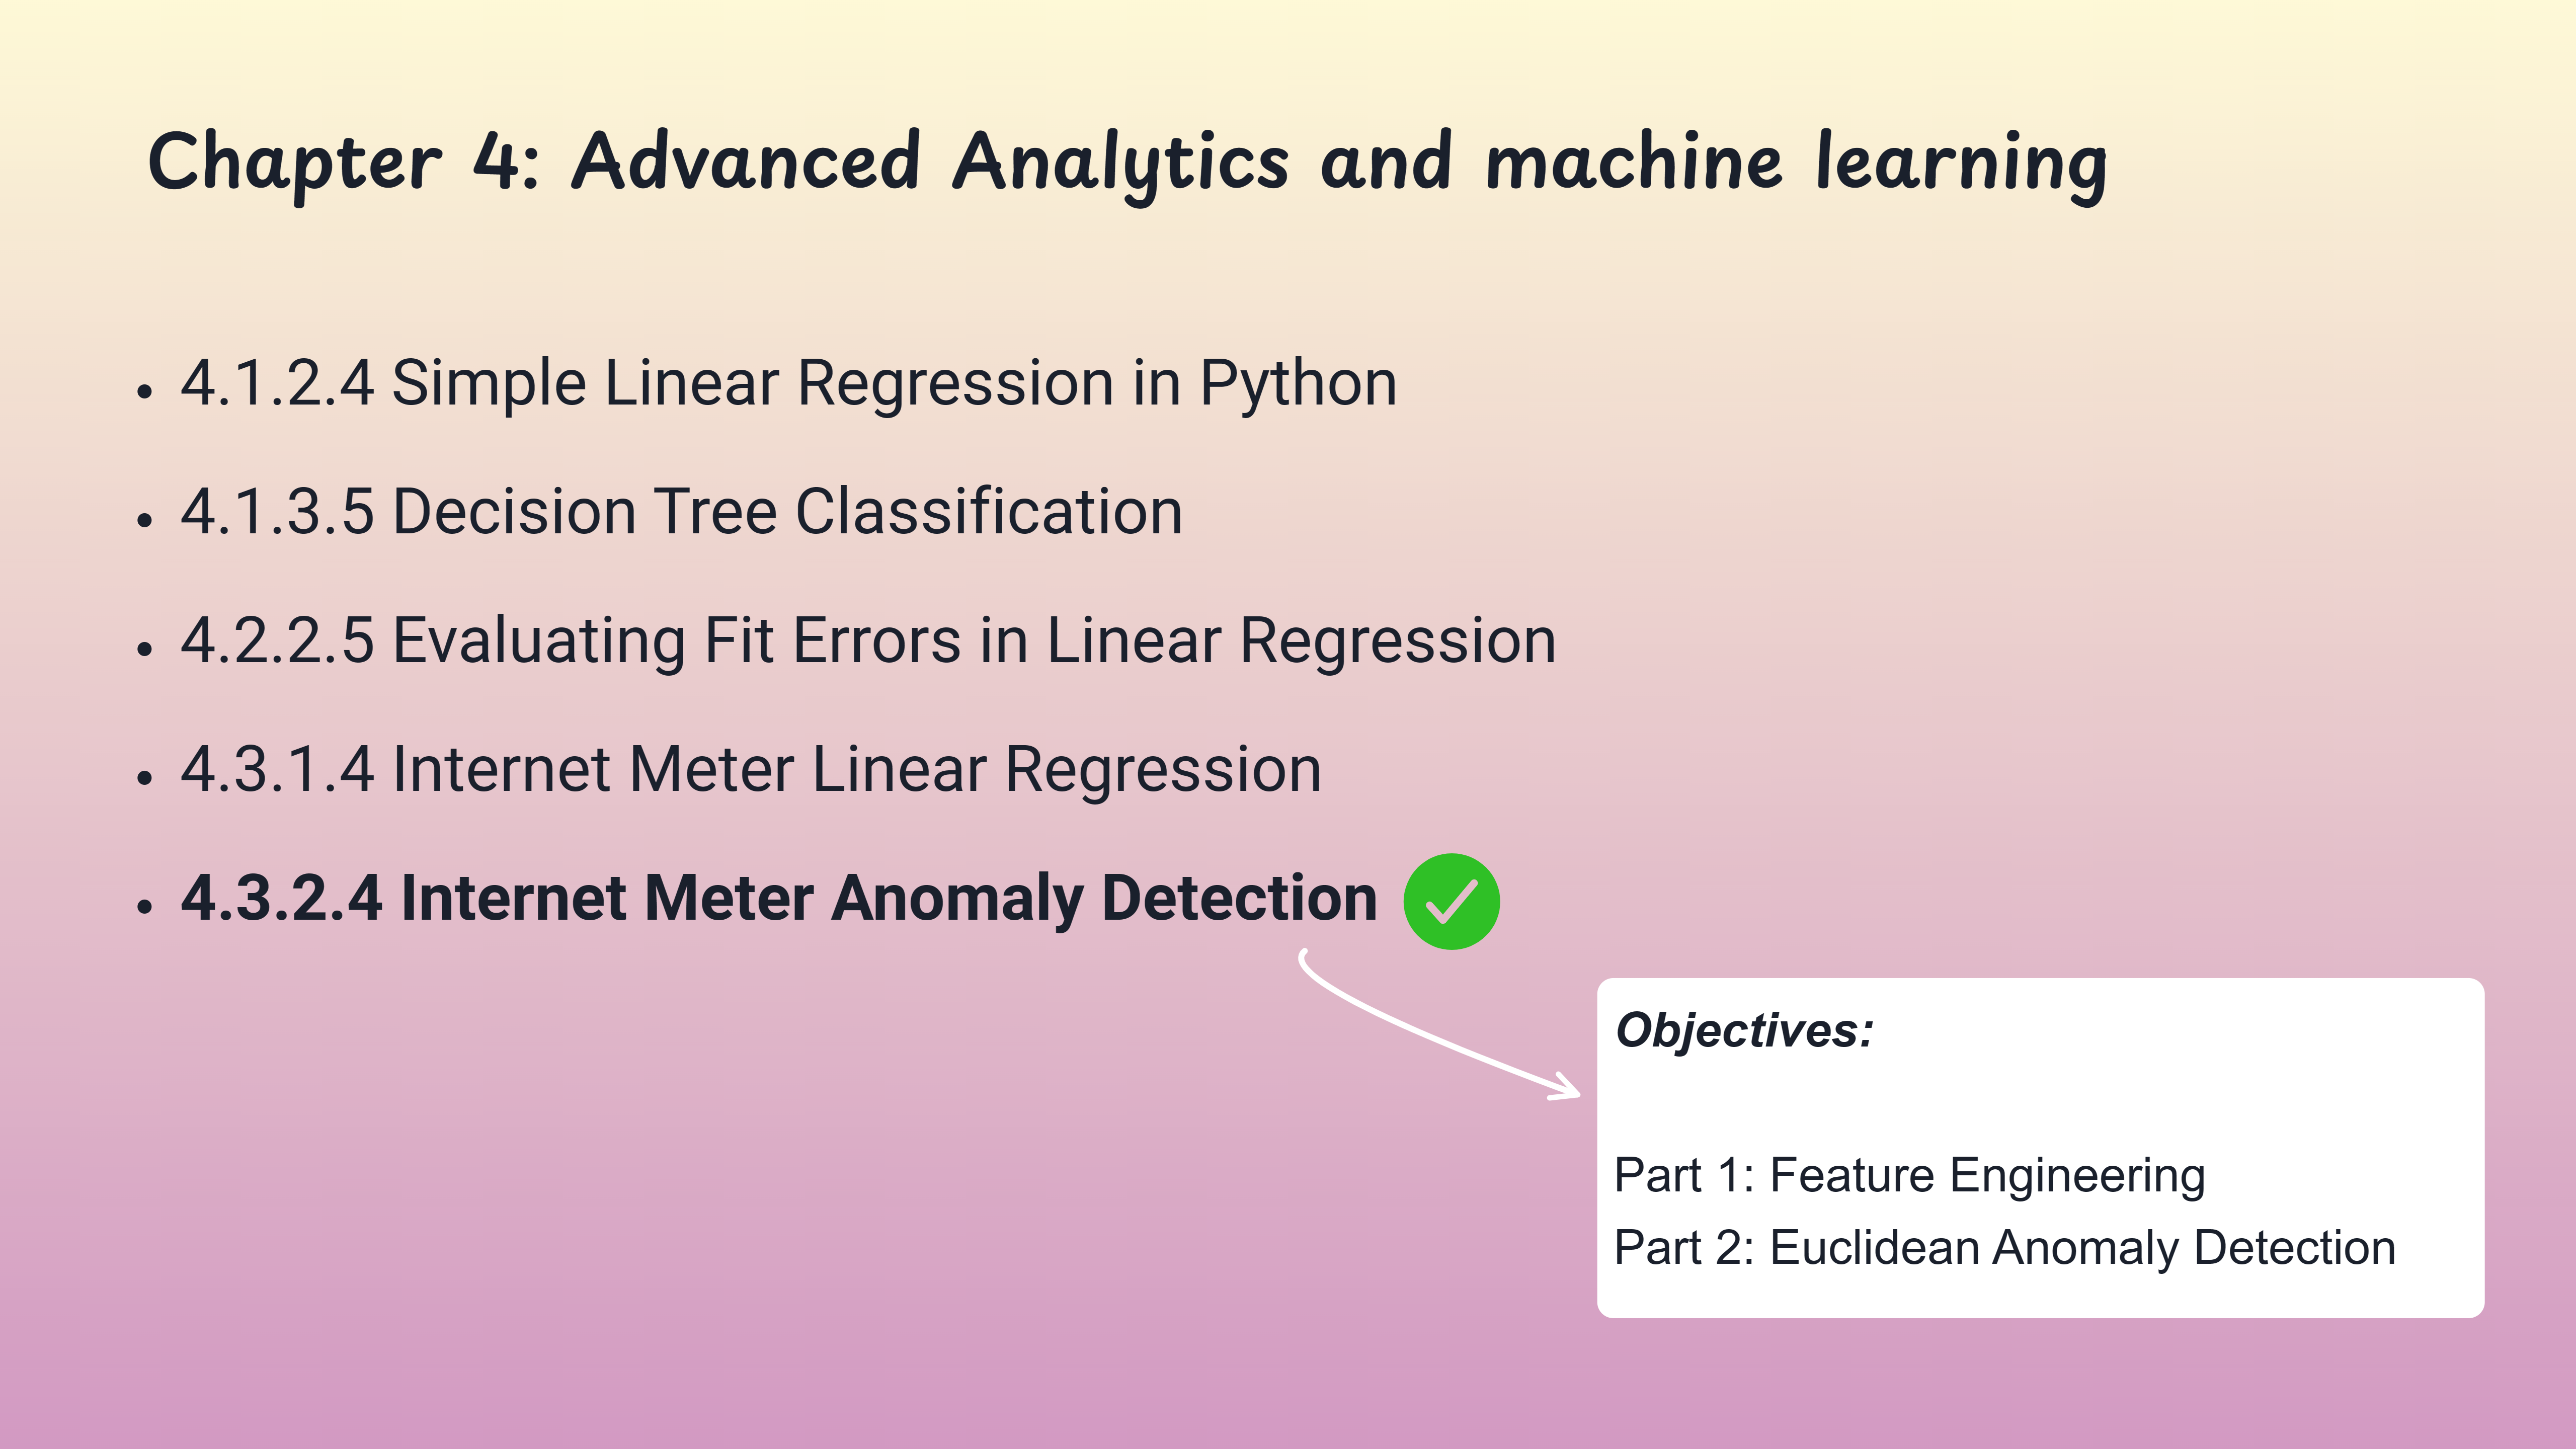 Chapter 4: Advanced Analytics and machine learning
• 4.1.2.4 Simple Linear Regression in Python
• 4.1.3.5 Decision Tree Classification
• 4.2.2.5 Evaluating Fit Errors in Linear Regression
• 4.3.1.4 Internet Meter Linear Regression
• 4.3.2.4 Internet Meter Anomaly Detection
Objectives:
Part 1: Feature Engineering
Part 2: Euclidean Anomaly Detection